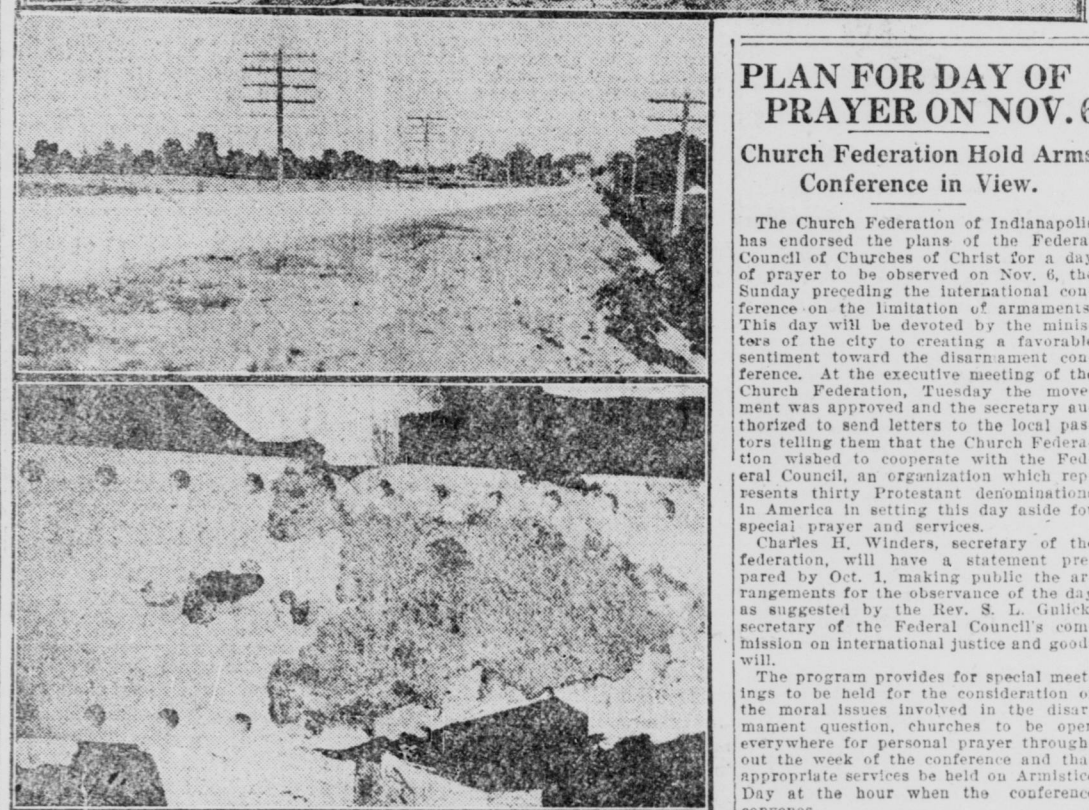 PLAN FOR DAY OF
PRAYER ON NOV. 6
Church Federation Hold Arms
Conference in View.
The Church Federation of Indianapolis
has endorsed the plans of the Federa
Council of Churches of Christ for a day
of prayer to be observed on Nov. 6, the
Sunday preceding the international con
ference on the limitation of armaments
This day will be devoted by the minis
ters of the city to creating a favorable
sentiment toward the disarmament con
ference. At the executive meeting of the
Church Federation, Tuesday the move
ment was approved and the secretary au
thorized to send letters to the local pas
tors telling them that the Church Federa
tion wished to cooperate with the Fed
eral Council, an organization which rep
resents thirty Protestant denomination
in America in setting this day aside for
special prayer and services.
Charles H. Winders, secretary of the
federation, will have a statement pre
pared by Oct. 1, making public the ar
rangements for the observance of the day
as suggested by the Rev. S. L. Gulick
secretary of the Federal Council's com
mission on international justice and good
will.
The program provides for special meet
ings to be held for the consideration o
the moral issues involved in the disar
mament question, churches to be open
everywhere for personal prayer through
out the week of the conference and tha
appropriate services be held on Armistice
Day at the hour when the conference